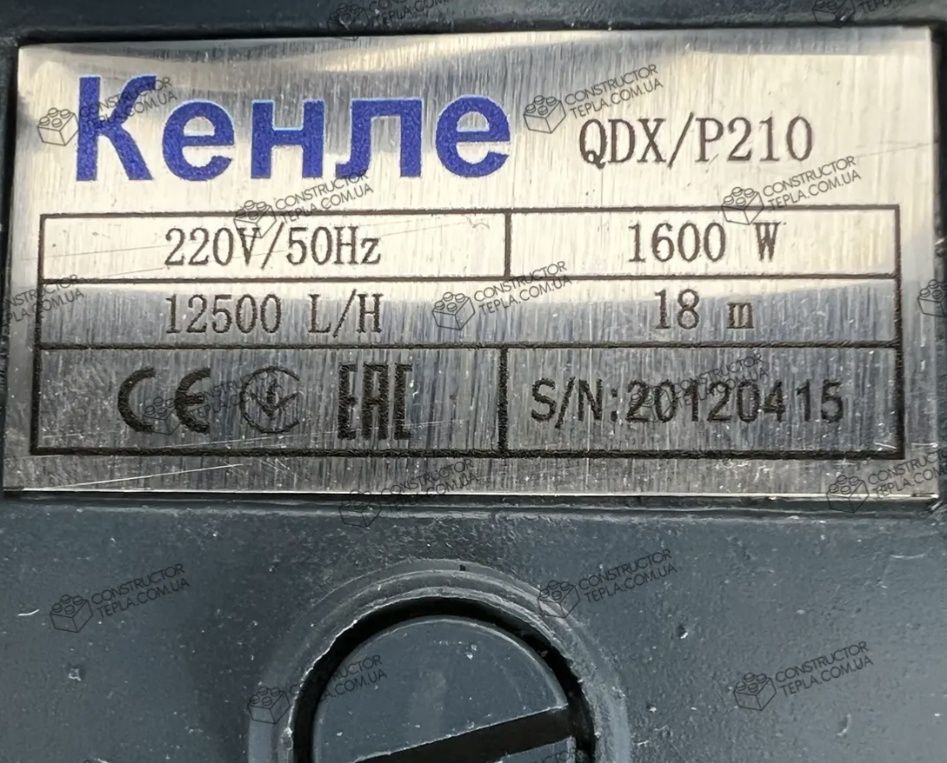 Кенле QDX/P210
220V/50Hz 1600 W
12500 L/H 18 m
CE EAC S/N:20120415
CONSTRUCTOR
TEPLA.COM.UA